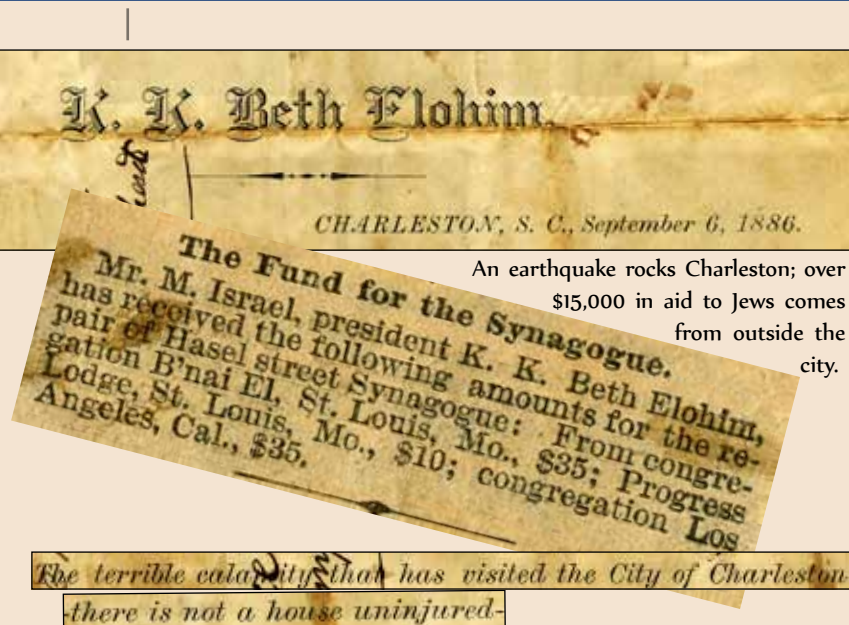 K. K. Beth Elohim.
CHARLESTON, S. C., September 6, 1886.
An earthquake rocks Charleston; over
$15,000 in aid to Jews comes
from outside the
city.
The Fund for the Synagogue.
Mr. M. Israel, president K. K. Beth Elohim,
has received the following amounts for the re-
pair of Hasel street Synagogue: From congre-
gation B'nai El, St. Louis, Mo., $35; Progress
Lodge, St. Louis, Mo., $10; congregation Los
Angeles, Cal., $35.
The terrible calamity that has visited the City of Charleston
-there is not a house uninjured-